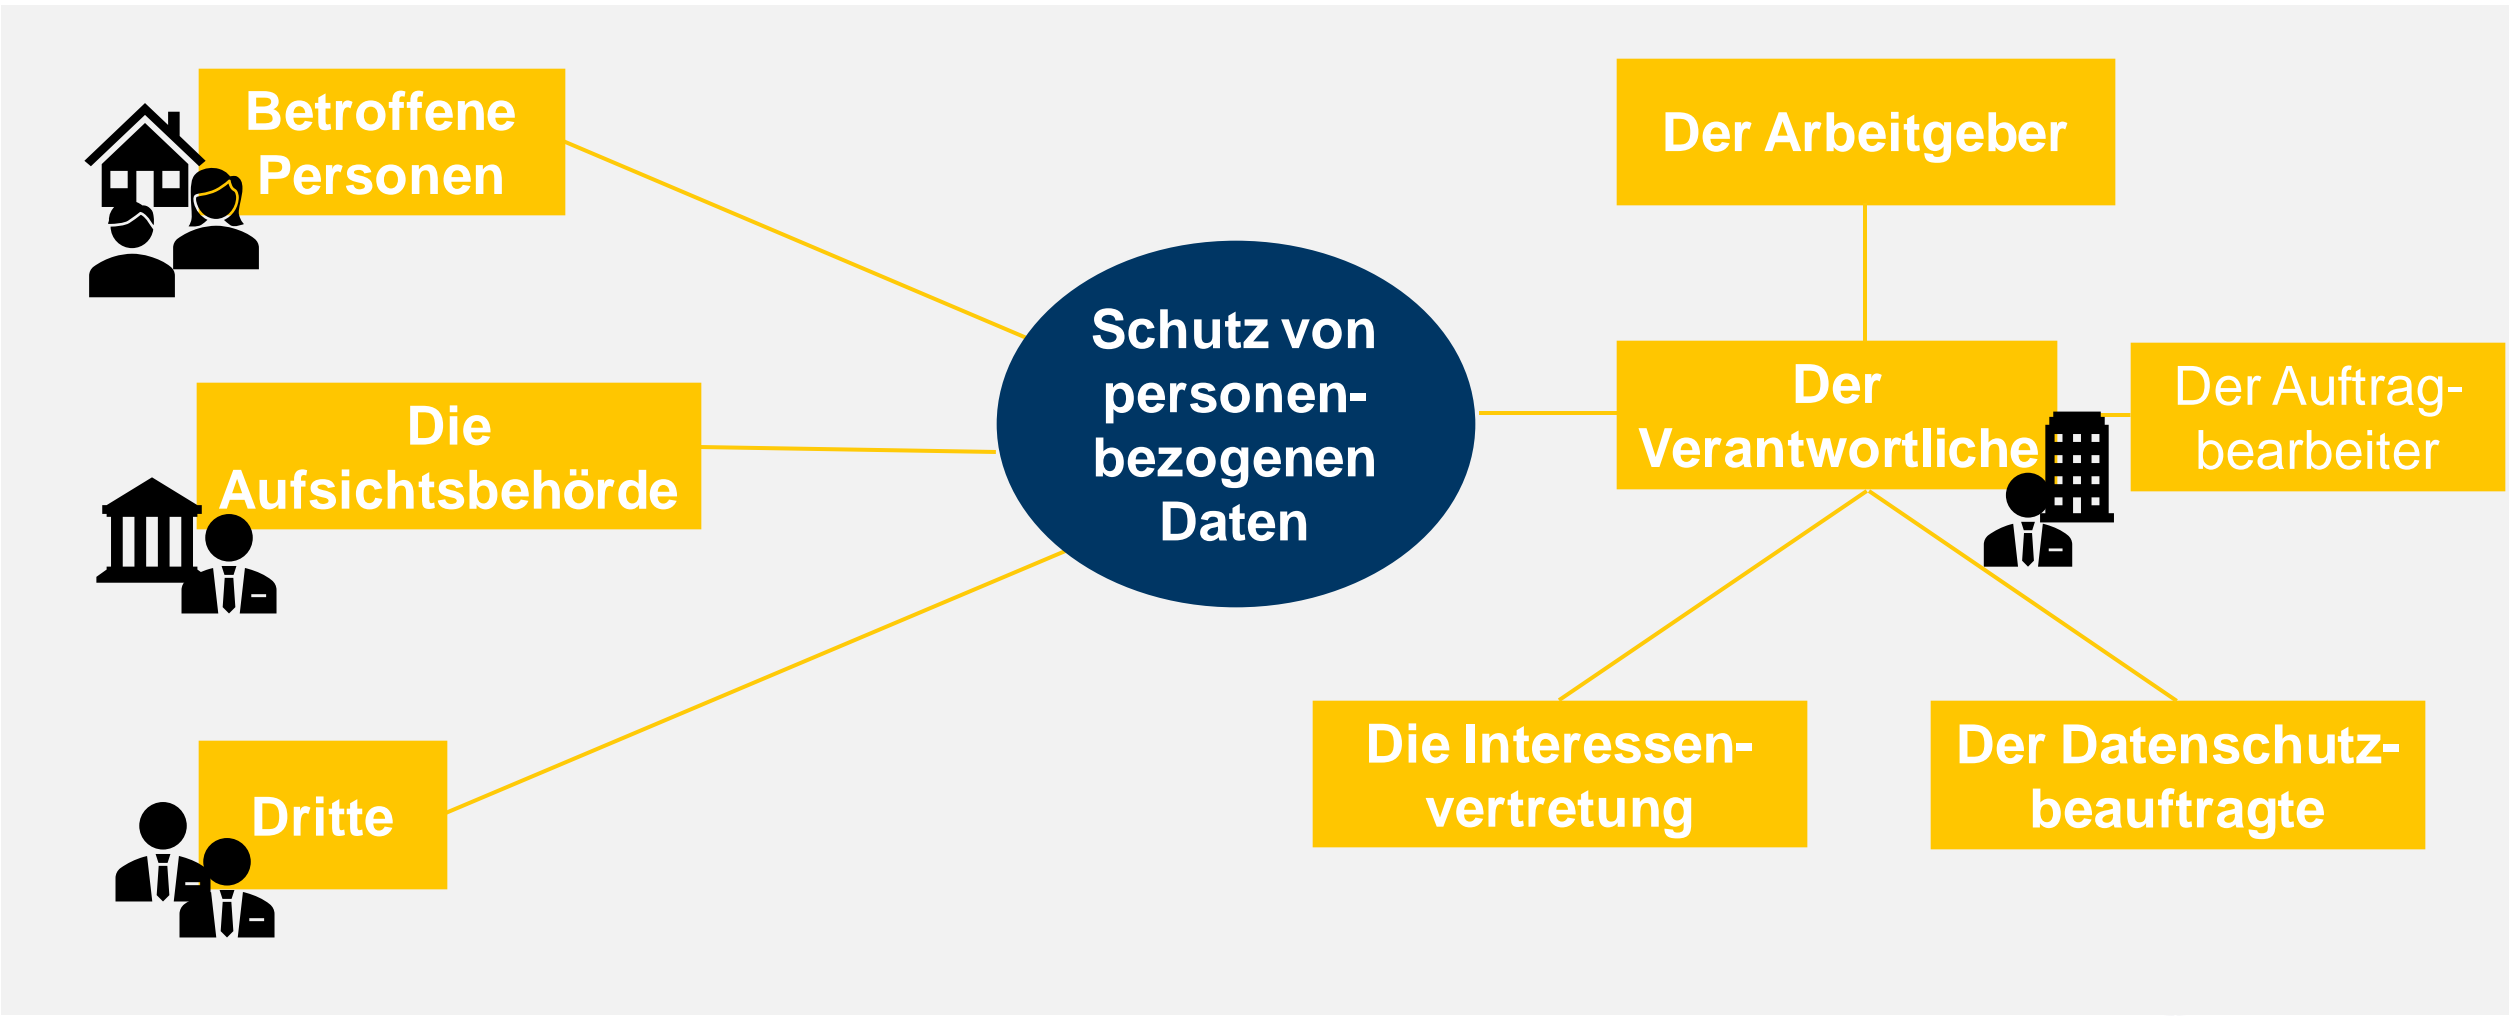 Betroffene
Personen
Die
Aufsichtsbehörde
Dritte
Schutz von
personen-
bezogenen
Daten
Der Arbeitgeber
Der
Verantwortliche
Der Auftrag-
bearbeiter
Die Interessen-
vertretung
Der Datenschutz-
beauftragte